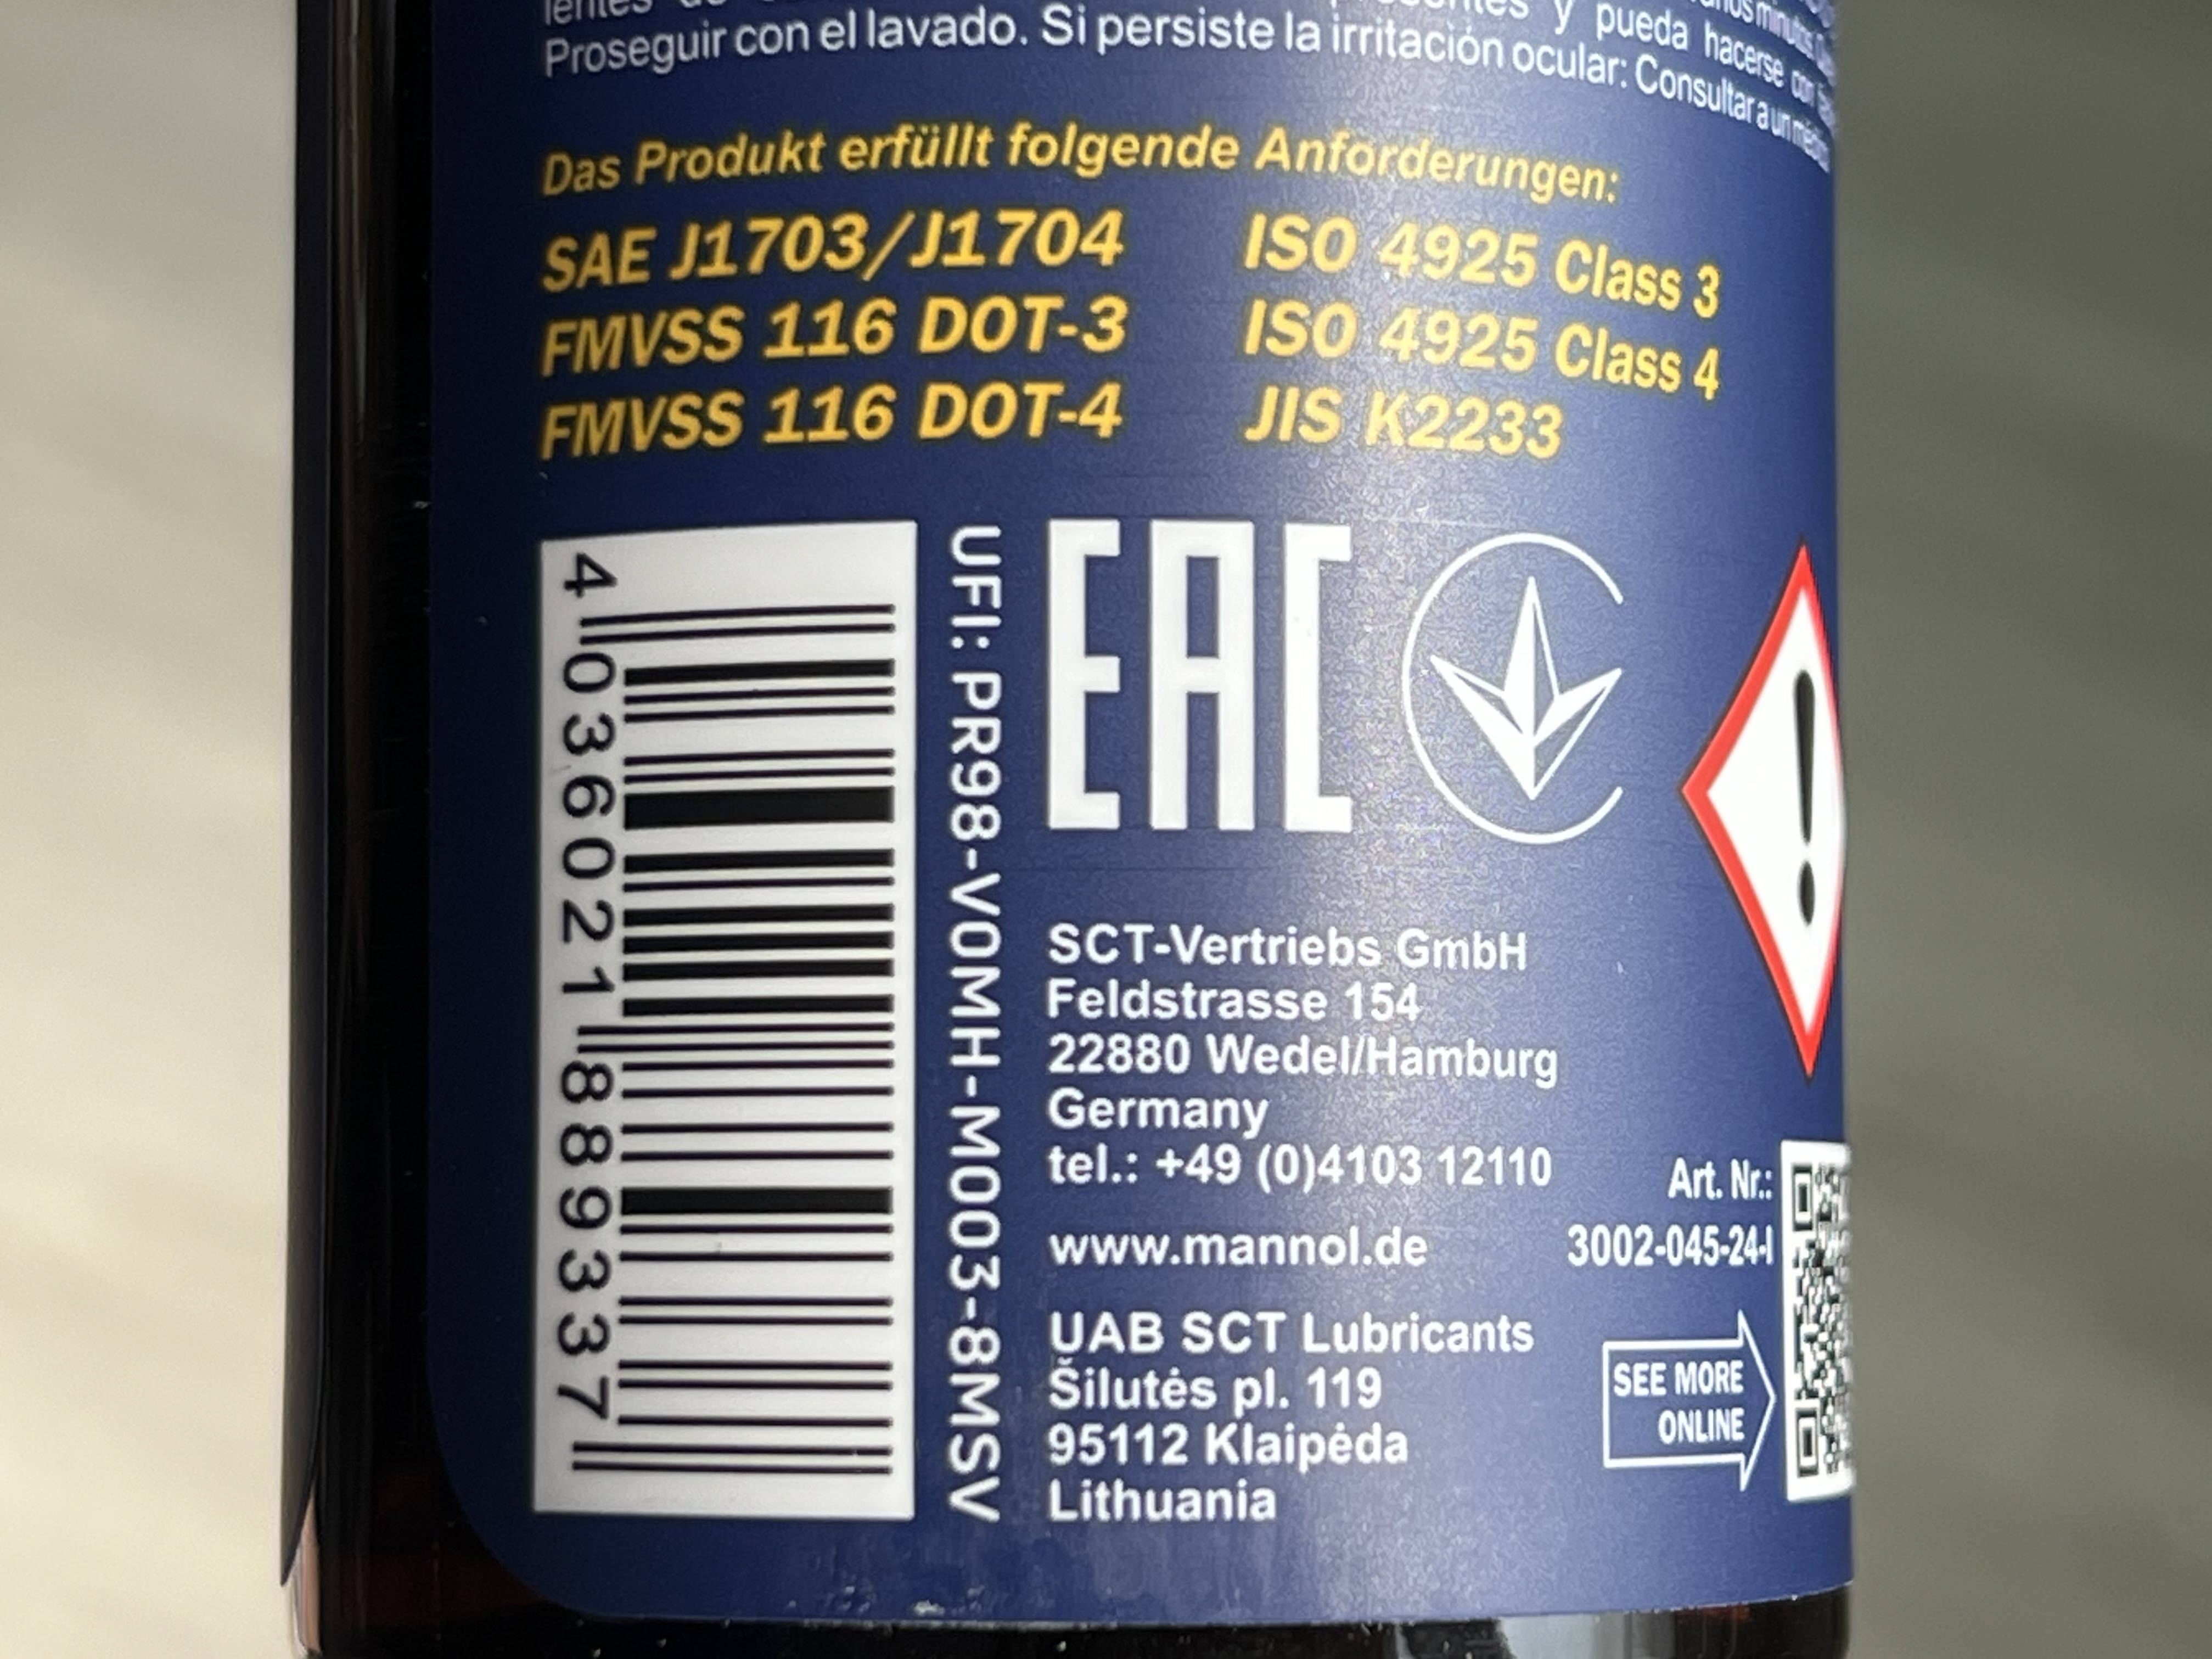 Proseguir con el lavado. Si persiste la irritación ocular: Consultar a un
Das Produkt erfüllt folgende Anforderungen:
SAE J1703/J1704 ISO 4925 Class 3
FMVSS 116 DOT-3 ISO 4925 Class 4
FMVSS 116 DOT-4 JIS K2233
4 036021 889337
UFI: PR98-V0MH-M003-8MSV
EAC
SCT-Vertriebs GmbH
Feldstrasse 154
22880 Wedel/Hamburg
Germany
tel.: +49 (0)4103 12110
www.mannol.de
UAB SCT Lubricants
Šilutės pl. 119
95112 Klaipėda
Lithuania
Art. Nr.:
3002-045-24-I
SEE MORE
ONLINE